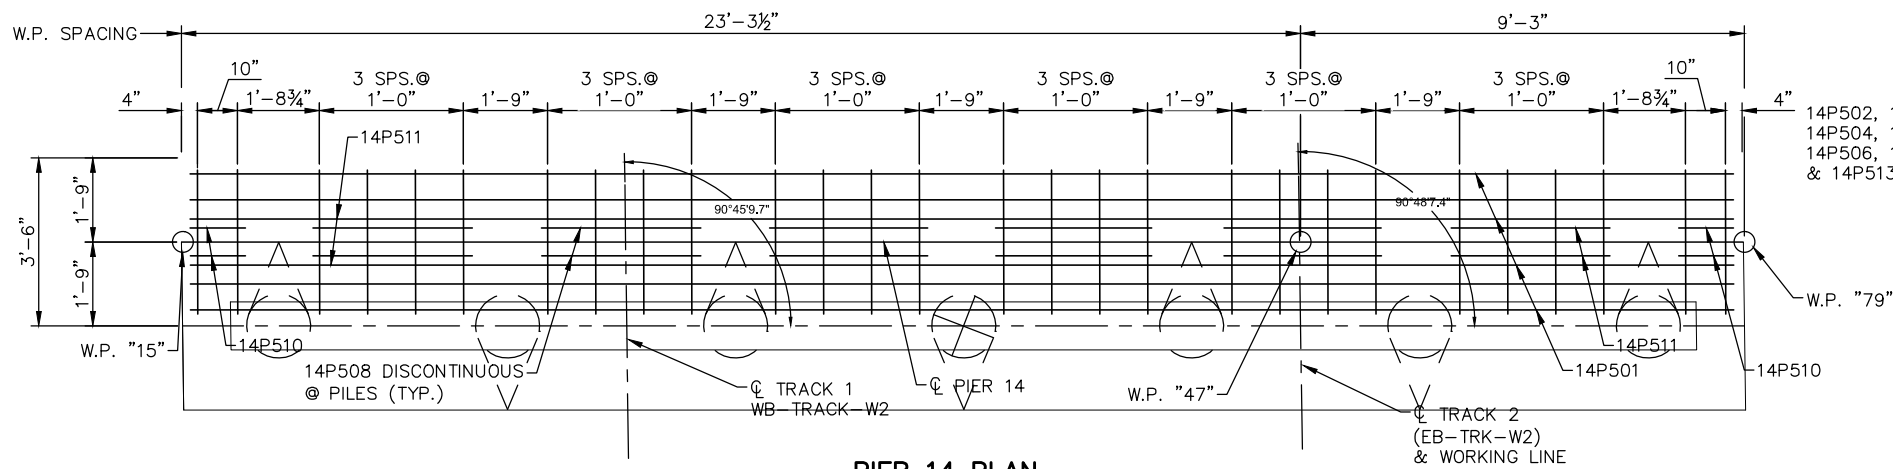 23'-3½"
9'-3"
W.P. SPACING
10"
3 SPS.@
3 SPS.@
3 SPS.@
3 SPS.@
3 SPS.@
3 SPS.@
10"
4"
1'-8¾"
1'-0"
1'-9"
1'-0"
1'-9"
1'-0"
1'-9"
1'-0"
1'-9"
1'-0"
1'-9"
1'-0"
1'-8¾"
4"
14P502, 1
14P504, 1
14P506, 1
& 14P513
14P511
1'-9"
3'-6"
1'-9"
90°45'9.7"
90°48'7.4"
W.P. "79"
W.P. "15"
14P510
14P511
14P508 DISCONTINUOUS
@ PILES (TYP.)
℄ TRACK 1
WB-TRACK-W2
℄ PIER 14
W.P. "47"
14P501
14P510
℄ TRACK 2
(EB-TRK-W2)
& WORKING LINE
PIER 14 PLAN